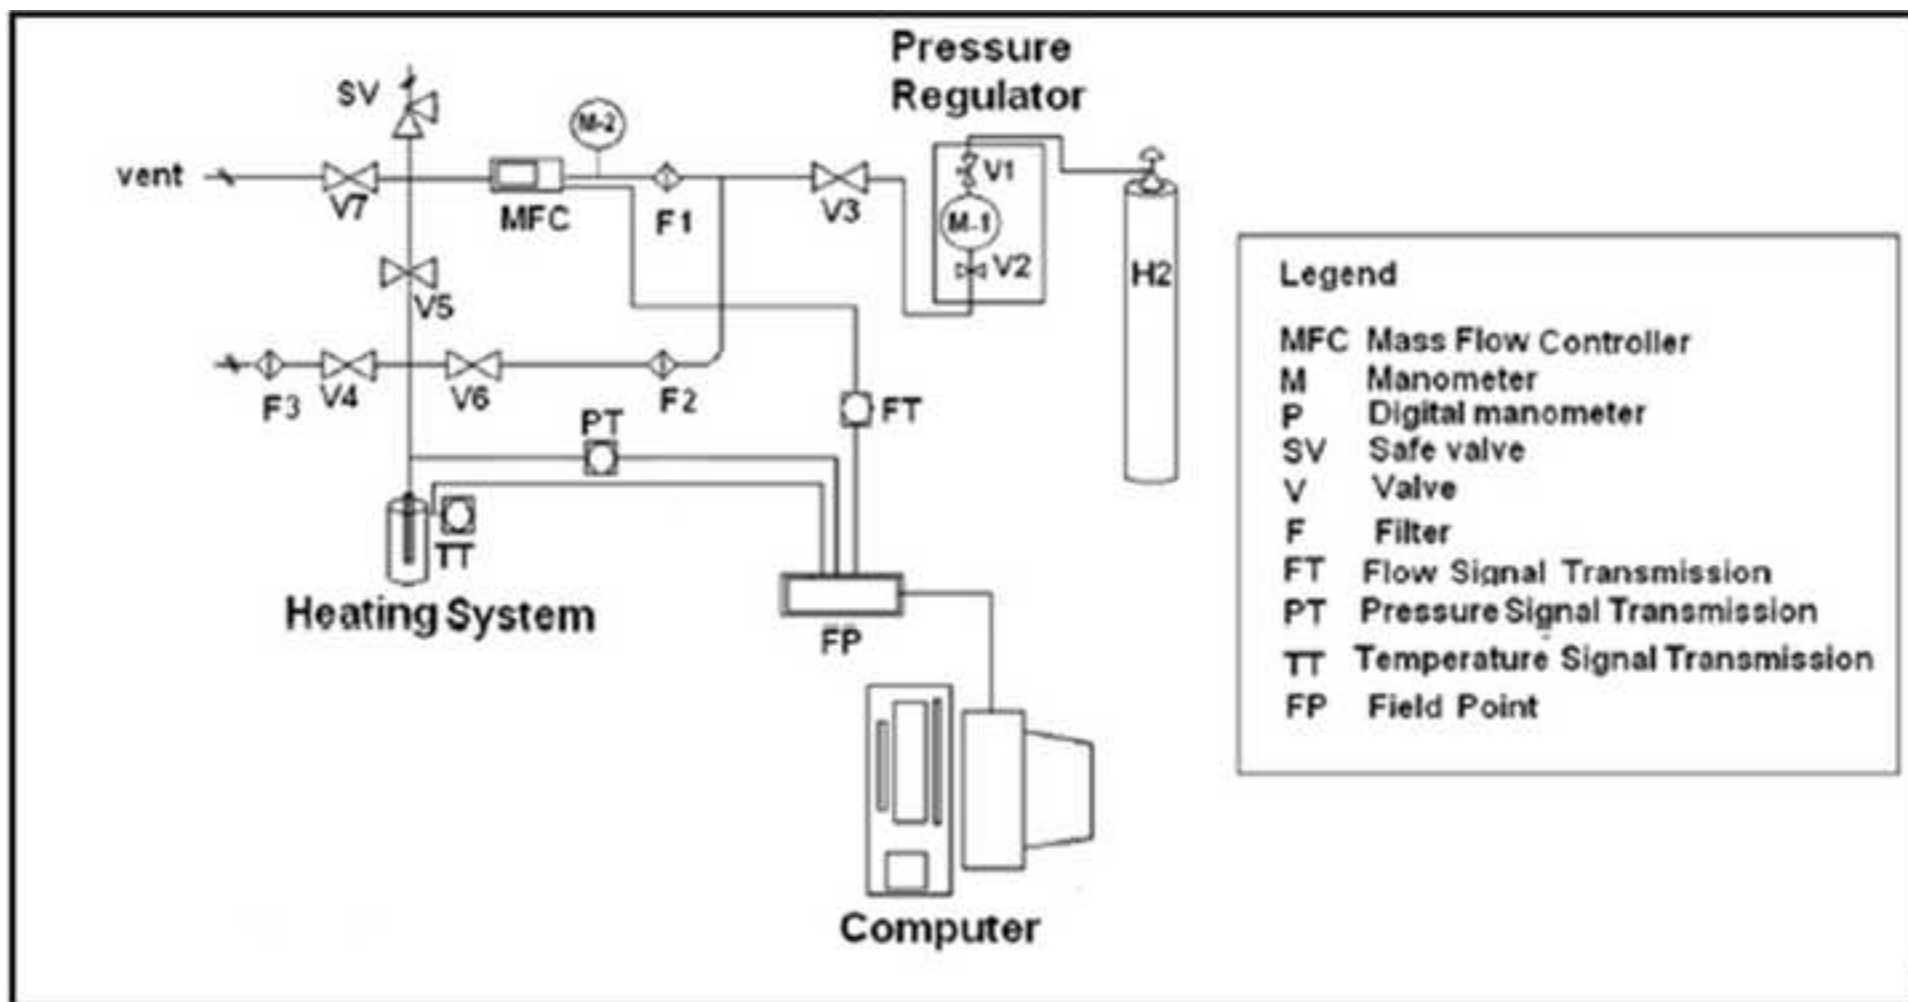 Pressure
Regulator
SV
M-2
vent
V7
MFC
F1
V3
V1
M-1
V2
H2
V5
F3
V4
V6
F2
PT
FT
TT
Heating System
FP
Computer
Legend
MFC Mass Flow Controller
M Manometer
P Digital manometer
SV Safe valve
V Valve
F Filter
FT Flow Signal Transmission
PT Pressure Signal Transmission
TT Temperature Signal Transmission
FP Field Point